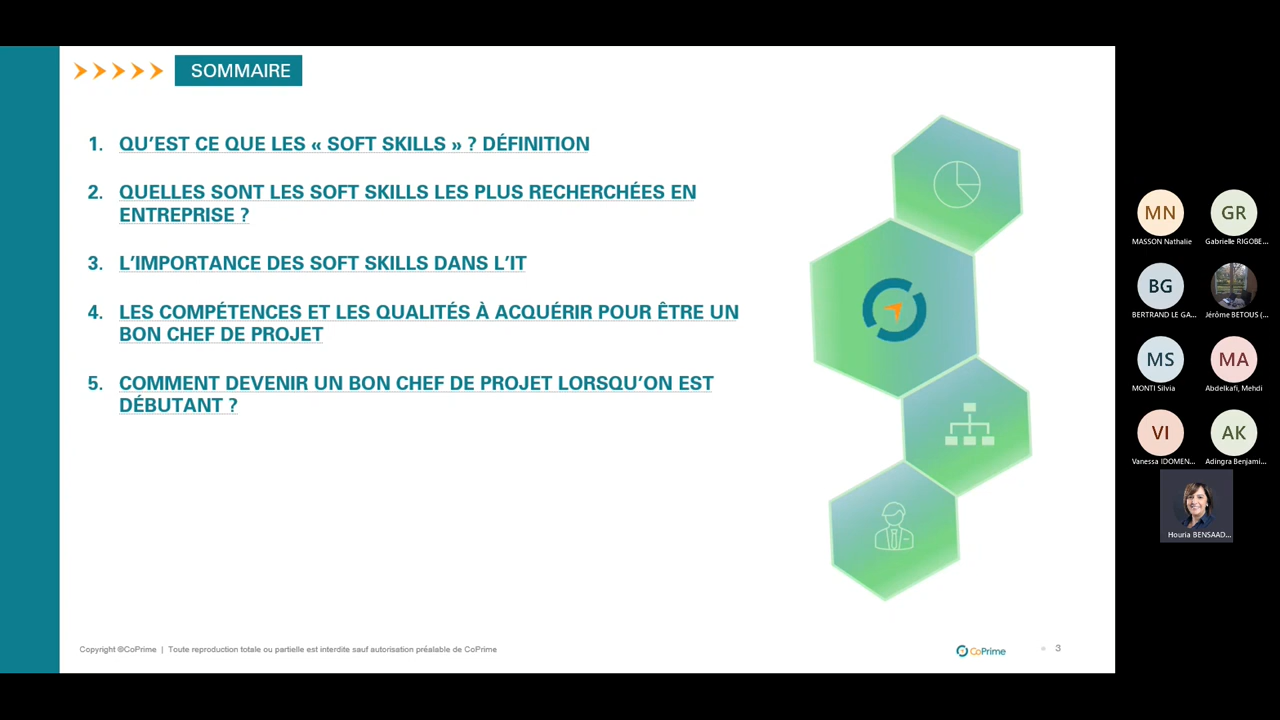 SOMMAIRE
1. QU'EST CE QUE LES « SOFT SKILLS » ? DÉFINITION
2. QUELLES SONT LES SOFT SKILLS LES PLUS RECHERCHÉES EN
ENTREPRISE ?
3. L'IMPORTANCE DES SOFT SKILLS DANS L'IT
4. LES COMPÉTENCES ET LES QUALITÉS À ACQUÉRIR POUR ÊTRE UN
BON CHEF DE PROJET
5. COMMENT DEVENIR UN BON CHEF DE PROJET LORSQU'ON EST
DÉBUTANT ?
Copyright ©CoPrime | Toute reproduction totale ou partielle est interdite sauf autorisation préalable de CoPrime
CoPrime
3
MN GR
MASSON Nathalie Gabrielle RIGOBE...
BG
BERTRAND LE GA... Jérôme BETOUS (...
MS MA
MONTI Silvia Abdelkafi, Mehdi
VI AK
Vanessa IDOMEN... Adingra Benjami...
Houria BENSAAD...